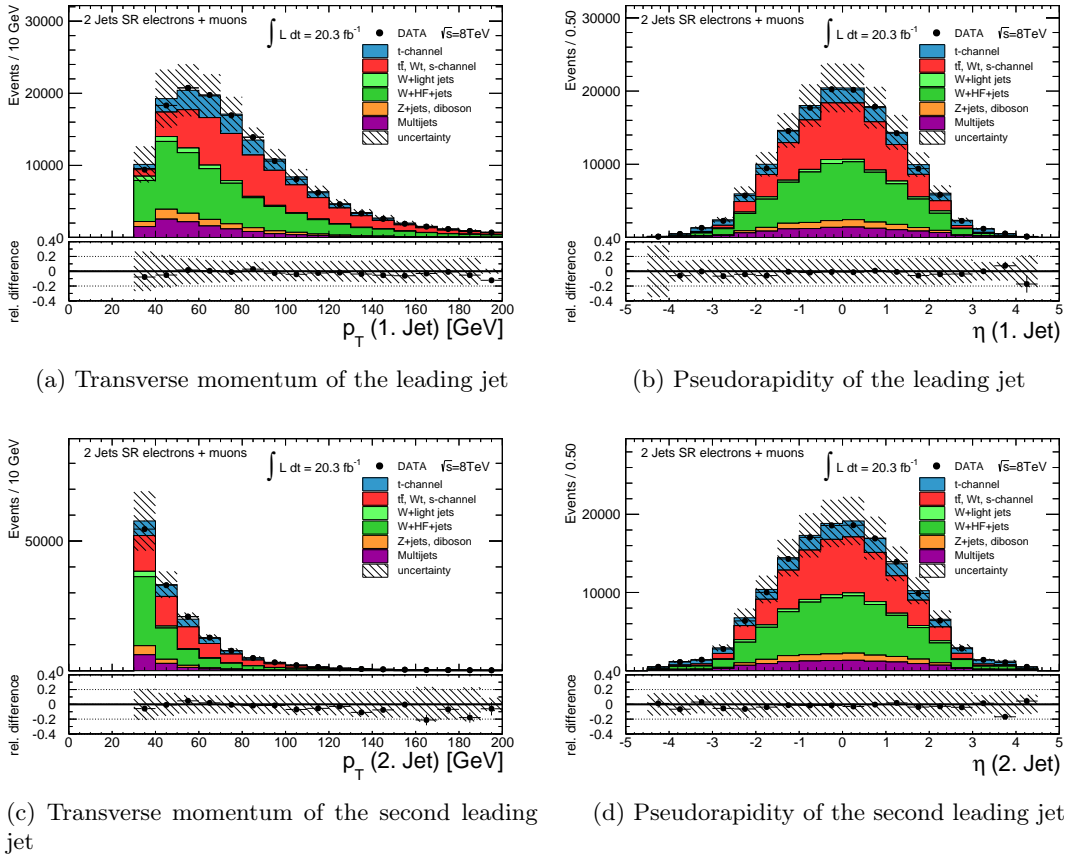 2 Jets SR electrons + muons
∫ L dt = 20.3 fb⁻¹
DATA √s=8TeV
t-channel
tt̄, Wt, s-channel
W+light jets
W+HF+jets
Z+jets, diboson
Multijets
uncertainty
Events / 10 GeV
30000
20000
10000
0
rel. difference
0.40
0.2
0
-0.2
-0.4
0 20 40 60 80 100 120 140 160 180 200
p_T (1. Jet) [GeV]
(a) Transverse momentum of the leading jet
2 Jets SR electrons + muons
∫ L dt = 20.3 fb⁻¹
DATA √s=8TeV
t-channel
tt̄, Wt, s-channel
W+light jets
W+HF+jets
Z+jets, diboson
Multijets
uncertainty
Events / 0.50
30000
20000
10000
0
rel. difference
0.40
0.2
0
-0.2
-0.4
-5 -4 -3 -2 -1 0 1 2 3 4 5
η (1. Jet)
(b) Pseudorapidity of the leading jet
2 Jets SR electrons + muons
∫ L dt = 20.3 fb⁻¹
DATA √s=8TeV
t-channel
tt̄, Wt, s-channel
W+light jets
W+HF+jets
Z+jets, diboson
Multijets
uncertainty
Events / 10 GeV
50000
0
rel. difference
0.40
0.2
0
-0.2
-0.4
0 20 40 60 80 100 120 140 160 180 200
p_T (2. Jet) [GeV]
(c) Transverse momentum of the second leading
jet
2 Jets SR electrons + muons
∫ L dt = 20.3 fb⁻¹
DATA √s=8TeV
t-channel
tt̄, Wt, s-channel
W+light jets
W+HF+jets
Z+jets, diboson
Multijets
uncertainty
Events / 0.50
20000
10000
0
rel. difference
0.40
0.2
0
-0.2
-0.4
-5 -4 -3 -2 -1 0 1 2 3 4 5
η (2. Jet)
(d) Pseudorapidity of the second leading jet